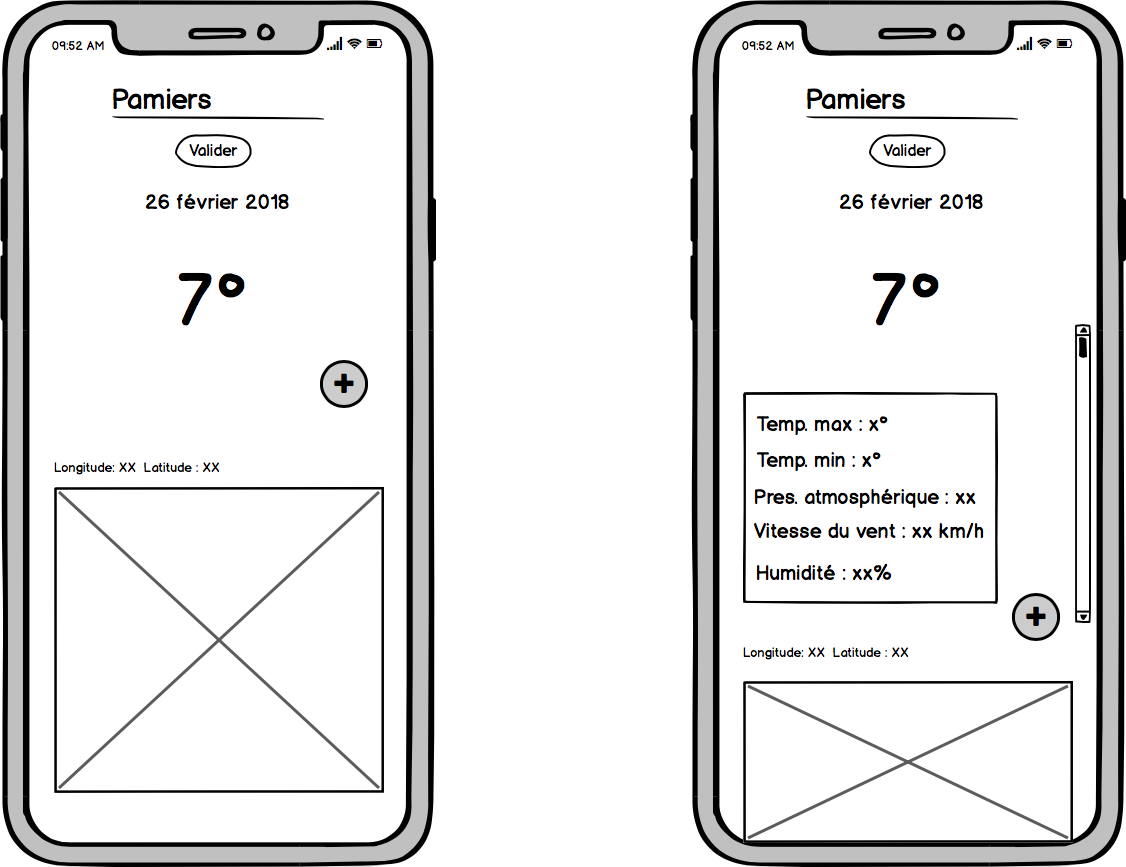 09:52 AM
Pamiers
Valider
26 février 2018
7°
+
Longitude: XX Latitude : XX
09:52 AM
Pamiers
Valider
26 février 2018
7°
Temp. max : x°
Temp. min : x°
Pres. atmosphérique : xx
Vitesse du vent : xx km/h
Humidité : xx%
+
Longitude: XX Latitude : XX